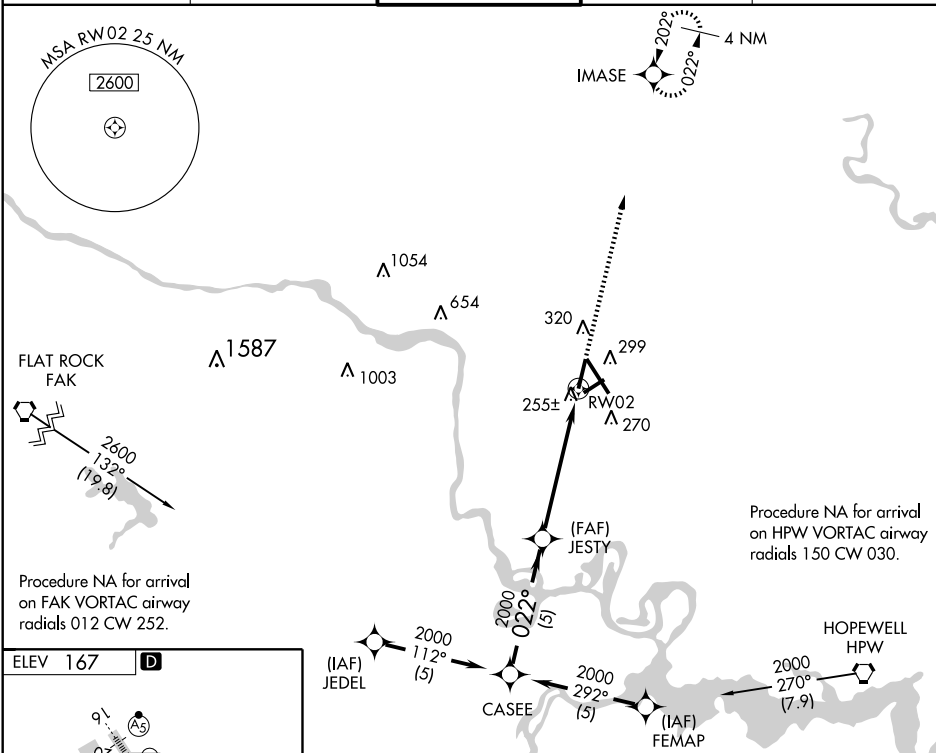 MSA RW02 25 NM
2600
202°
022°
4 NM
IMASE
1054
654
320
299
1587
1003
255±
RW02
270
FLAT ROCK
FAK
2600
132°
(19.8)
(FAF)
JESTY
Procedure NA for arrival
on HPW VORTAC airway
radials 150 CW 030.
Procedure NA for arrival
on FAK VORTAC airway
radials 012 CW 252.
2000
022°
(5)
2000
112°
(5)
(IAF)
JEDEL
CASEE
2000
292°
(5)
(IAF)
FEMAP
HOPEWELL
HPW
2000
270°
(7.9)
ELEV 167
D
16
A5